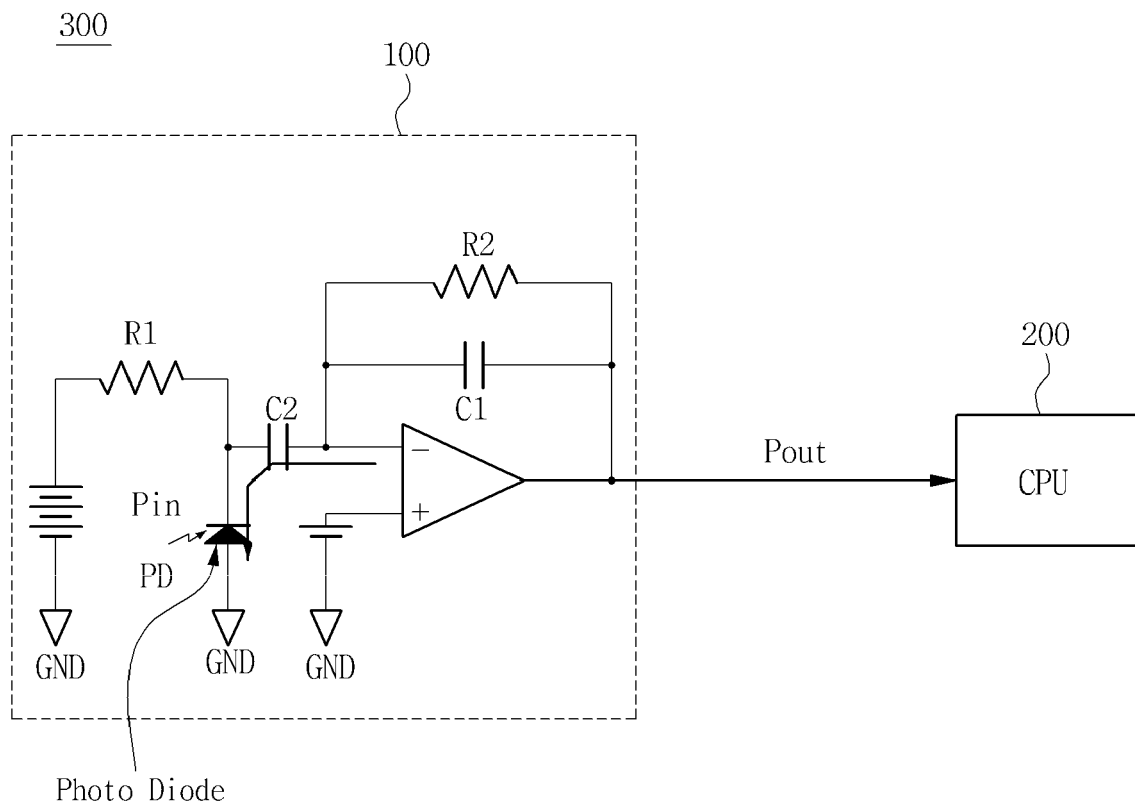 300
100
R2
R1
200
C1
C2
−
Pout
CPU
Pin
+
PD
GND
GND
GND
Photo Diode